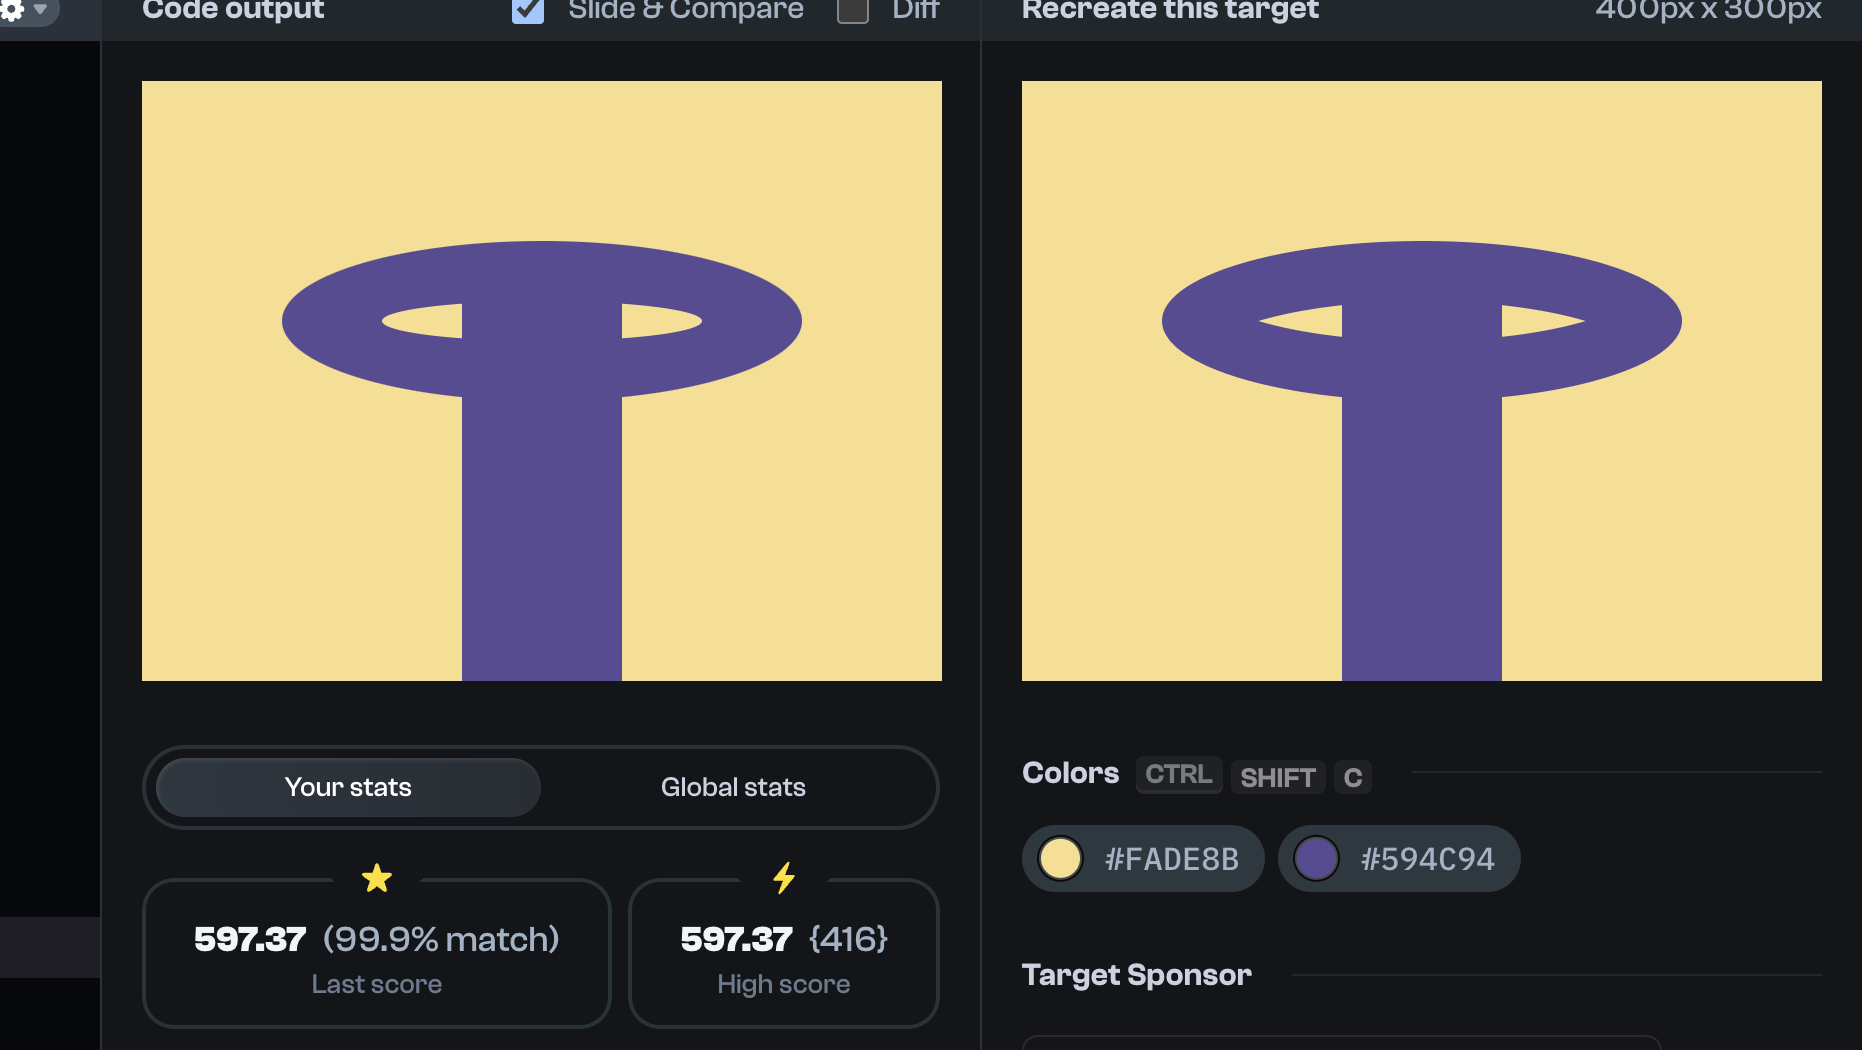 Code output
Slide & Compare
Diff
Recreate this target
400px x 300px
Your stats
Global stats
597.37 (99.9% match)
Last score
597.37 {416}
High score
Colors CTRL SHIFT C
#FADE8B #594C94
Target Sponsor